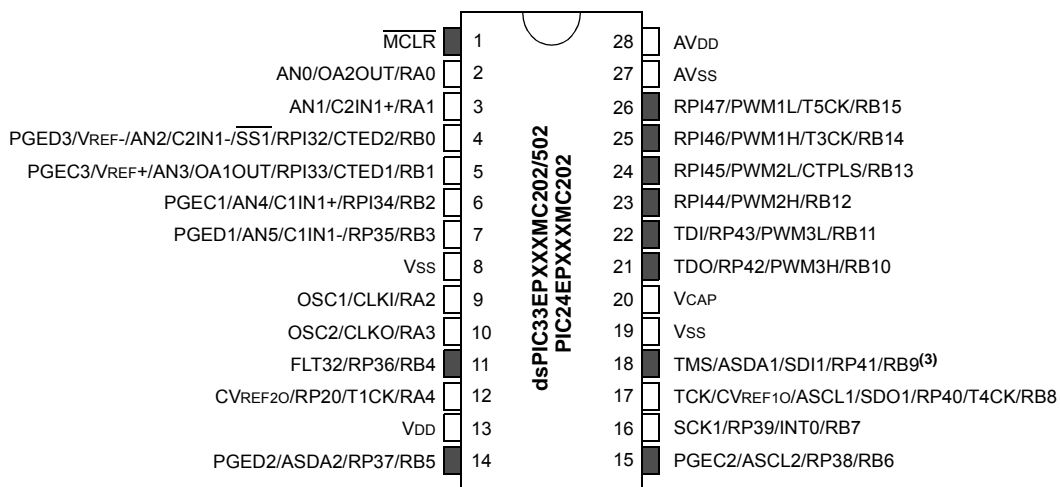 MCLR 1 28 AVDD
AN0/OA2OUT/RA0 2 27 AVSS
AN1/C2IN1+/RA1 3 26 RPI47/PWM1L/T5CK/RB15
PGED3/VREF-/AN2/C2IN1-/SS1/RPI32/CTED2/RB0 4 25 RPI46/PWM1H/T3CK/RB14
PGEC3/VREF+/AN3/OA1OUT/RPI33/CTED1/RB1 5 24 RPI45/PWM2L/CTPLS/RB13
PGEC1/AN4/C1IN1+/RPI34/RB2 6 23 RPI44/PWM2H/RB12
PGED1/AN5/C1IN1-/RP35/RB3 7 22 TDI/RP43/PWM3L/RB11
VSS 8 21 TDO/RP42/PWM3H/RB10
OSC1/CLKI/RA2 9 20 VCAP
OSC2/CLKO/RA3 10 19 VSS
FLT32/RP36/RB4 11 18 TMS/ASDA1/SDI1/RP41/RB9(3)
CVREF2O/RP20/T1CK/RA4 12 17 TCK/CVREF1O/ASCL1/SDO1/RP40/T4CK/RB8
VDD 13 16 SCK1/RP39/INT0/RB7
PGED2/ASDA2/RP37/RB5 14 15 PGEC2/ASCL2/RP38/RB6
dsPIC33EPXXXMC202/502
PIC24EPXXXMC202